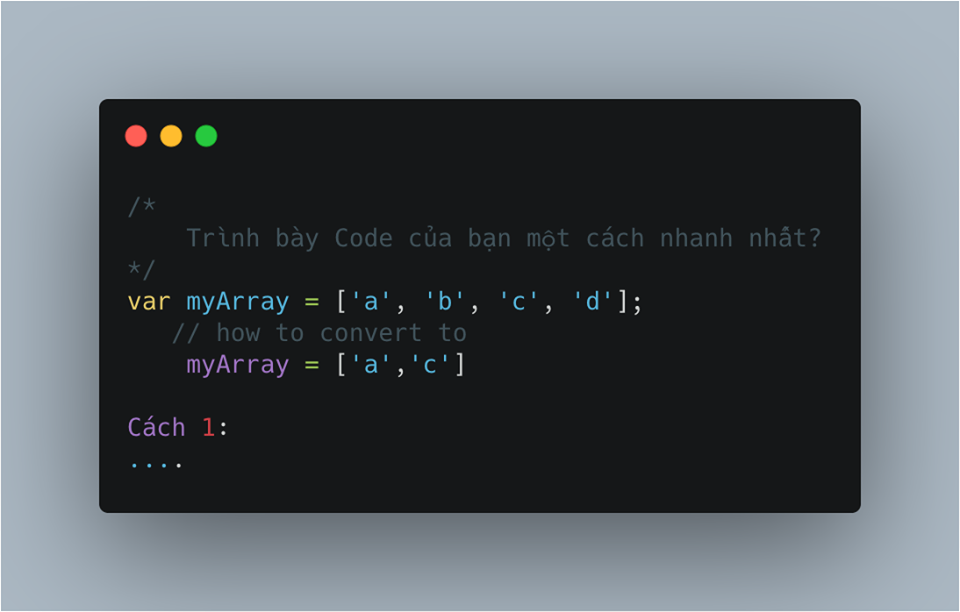 /*
    Trình bày Code của bạn một cách nhanh nhất?
*/
var myArray = ['a', 'b', 'c', 'd'];
   // how to convert to
    myArray = ['a','c']
Cách 1:
....